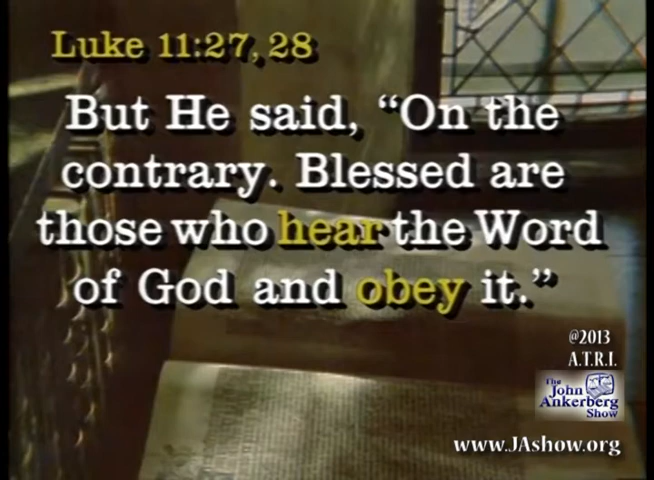 Luke 11:27, 28
But He said, “On the
contrary. Blessed are
those who hear the Word
of God and obey it.”
@2013
A.T.R.I.
The
John
Ankerberg
Show
www.JAshow.org